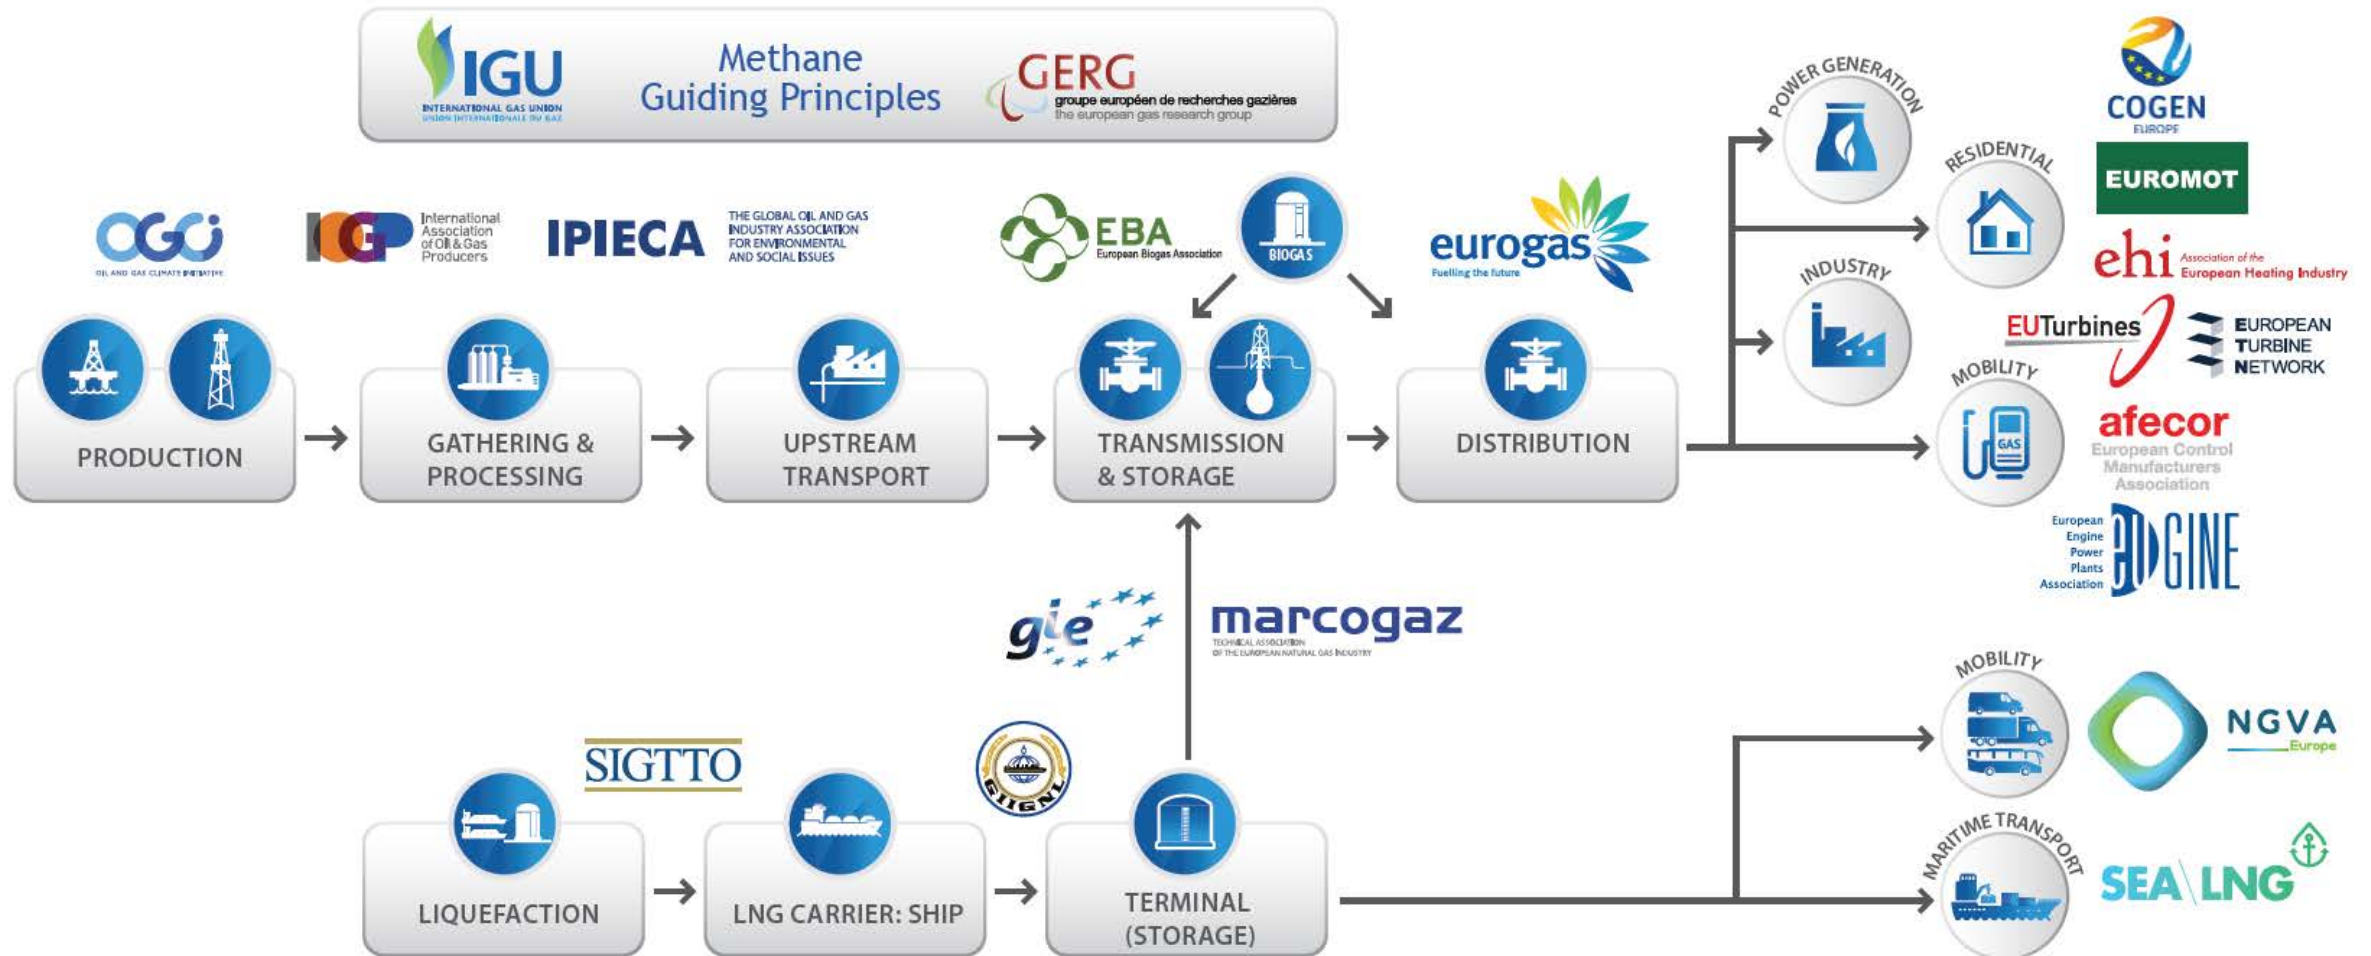 IGU
INTERNATIONAL GAS UNION
UNION INTERNATIONALE DU GAZ
Methane
Guiding Principles
GERG
groupe européen de recherches gazières
the european gas research group
OGCi
OIL AND GAS CLIMATE INITIATIVE
IOGP
International
Association
of Oil & Gas
Producers
IPIECA
THE GLOBAL OIL AND GAS
INDUSTRY ASSOCIATION
FOR ENVIRONMENTAL
AND SOCIAL ISSUES
EBA
European Biogas Association
BIOGAS
eurogas
Fuelling the future
PRODUCTION
GATHERING &
PROCESSING
UPSTREAM
TRANSPORT
TRANSMISSION
& STORAGE
DISTRIBUTION
POWER GENERATION
RESIDENTIAL
INDUSTRY
MOBILITY
GAS
COGEN
EUROPE
EUROMOT
ehi
Association of the
European Heating Industry
EUTurbines
EUROPEAN
TURBINE
NETWORK
afecor
European Control
Manufacturers
Association
European
Engine
Power
Plants
Association
EUGINE
gie
marcogaz
TECHNICAL ASSOCIATION
OF THE EUROPEAN NATURAL GAS INDUSTRY
SIGTTO
GIIGNL
LIQUEFACTION
LNG CARRIER: SHIP
TERMINAL
(STORAGE)
MOBILITY
NGVA
Europe
MARITIME TRANSPORT
SEA\LNG